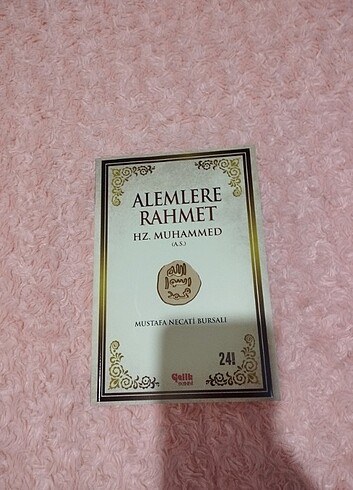 ALEMLERE
RAHMET
HZ. MUHAMMED
(A.S.)
MUSTAFA NECATİ BURSALI
24!
Çelik